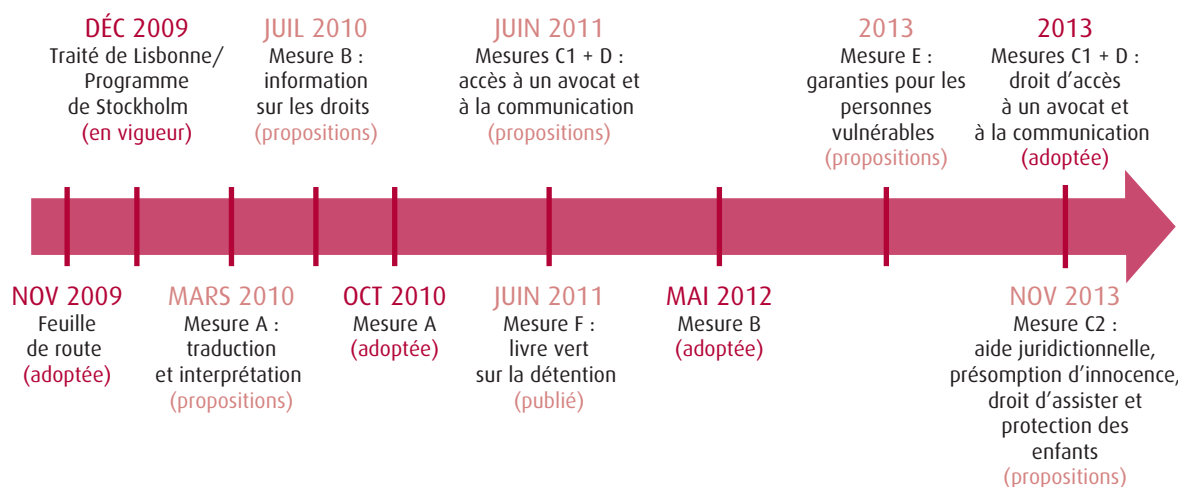 DÉC 2009
Traité de Lisbonne/
Programme
de Stockholm
(en vigueur)
JUIL 2010
Mesure B :
information
sur les droits
(propositions)
JUIN 2011
Mesures C1 + D :
accès à un avocat et
à la communication
(propositions)
2013
Mesure E :
garanties pour les
personnes
vulnérables
(propositions)
2013
Mesures C1 + D :
droit d'accès
à un avocat et
à la communication
(adoptée)
NOV 2009
Feuille
de route
(adoptée)
MARS 2010
Mesure A :
traduction
et interprétation
(propositions)
OCT 2010
Mesure A
(adoptée)
JUIN 2011
Mesure F :
livre vert
sur la détention
(publié)
MAI 2012
Mesure B
(adoptée)
NOV 2013
Mesure C2 :
aide juridictionnelle,
présomption d'innocence,
droit d'assister et
protection des
enfants
(propositions)